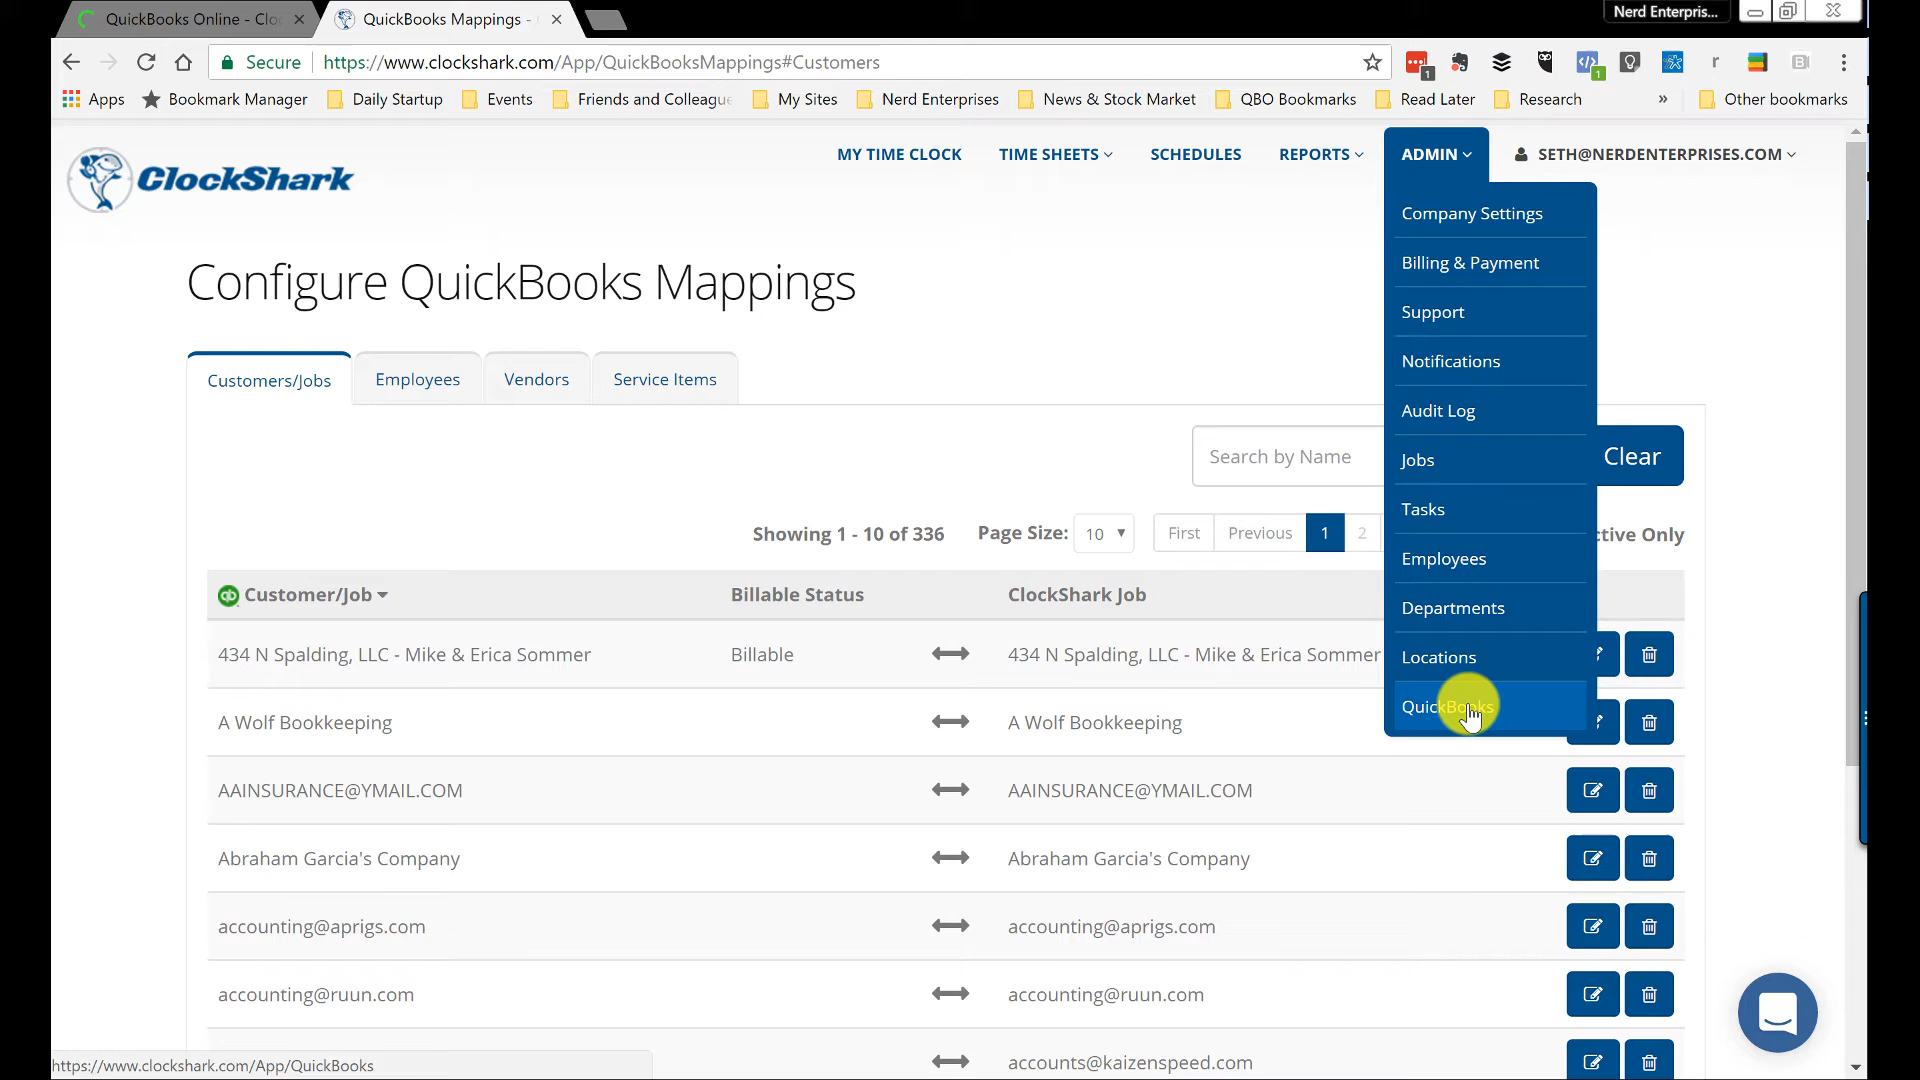 QuickBooks Online - Clo
QuickBooks Mappings -
Nerd Enterpris...
Secure
https://www.clockshark.com/App/QuickBooksMappings#Customers
1
1
r
Apps
Bookmark Manager
Daily Startup
Events
Friends and Colleagu
My Sites
Nerd Enterprises
News & Stock Market
QBO Bookmarks
Read Later
Research
»
Other bookmarks
ClockShark
MY TIME CLOCK
TIME SHEETS
SCHEDULES
REPORTS
ADMIN
SETH@NERDENTERPRISES.COM
Company Settings
Billing & Payment
Support
Notifications
Audit Log
Jobs
Tasks
Employees
Departments
Locations
QuickBooks
Configure QuickBooks Mappings
Customers/Jobs
Employees
Vendors
Service Items
Search by Name
Clear
Showing 1 - 10 of 336
Page Size:
10
First
Previous
1
2
ctive Only
qb Customer/Job
Billable Status
ClockShark Job
434 N Spalding, LLC - Mike & Erica Sommer
Billable
434 N Spalding, LLC - Mike & Erica Sommer
A Wolf Bookkeeping
A Wolf Bookkeeping
AAINSURANCE@YMAIL.COM
AAINSURANCE@YMAIL.COM
Abraham Garcia's Company
Abraham Garcia's Company
accounting@aprigs.com
accounting@aprigs.com
accounting@ruun.com
accounting@ruun.com
accounts@kaizenspeed.com
https://www.clockshark.com/App/QuickBooks